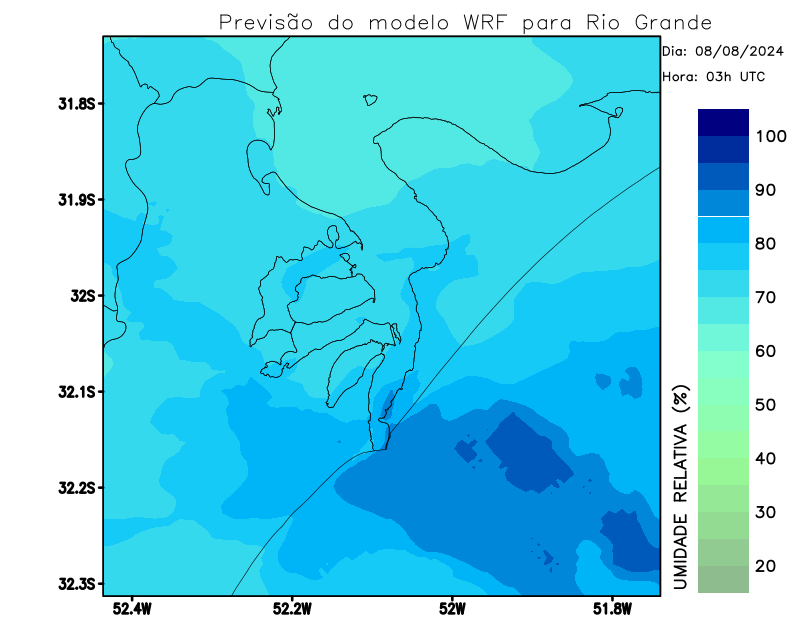 Previsão do modelo WRF para Rio Grande
Dia: 08/08/2024
Hora: 03h UTC
31.8S
31.9S
32S
32.1S
32.2S
32.3S
52.4W
52.2W
52W
51.8W
100
90
80
70
60
50
40
30
20
UMIDADE RELATIVA (%)